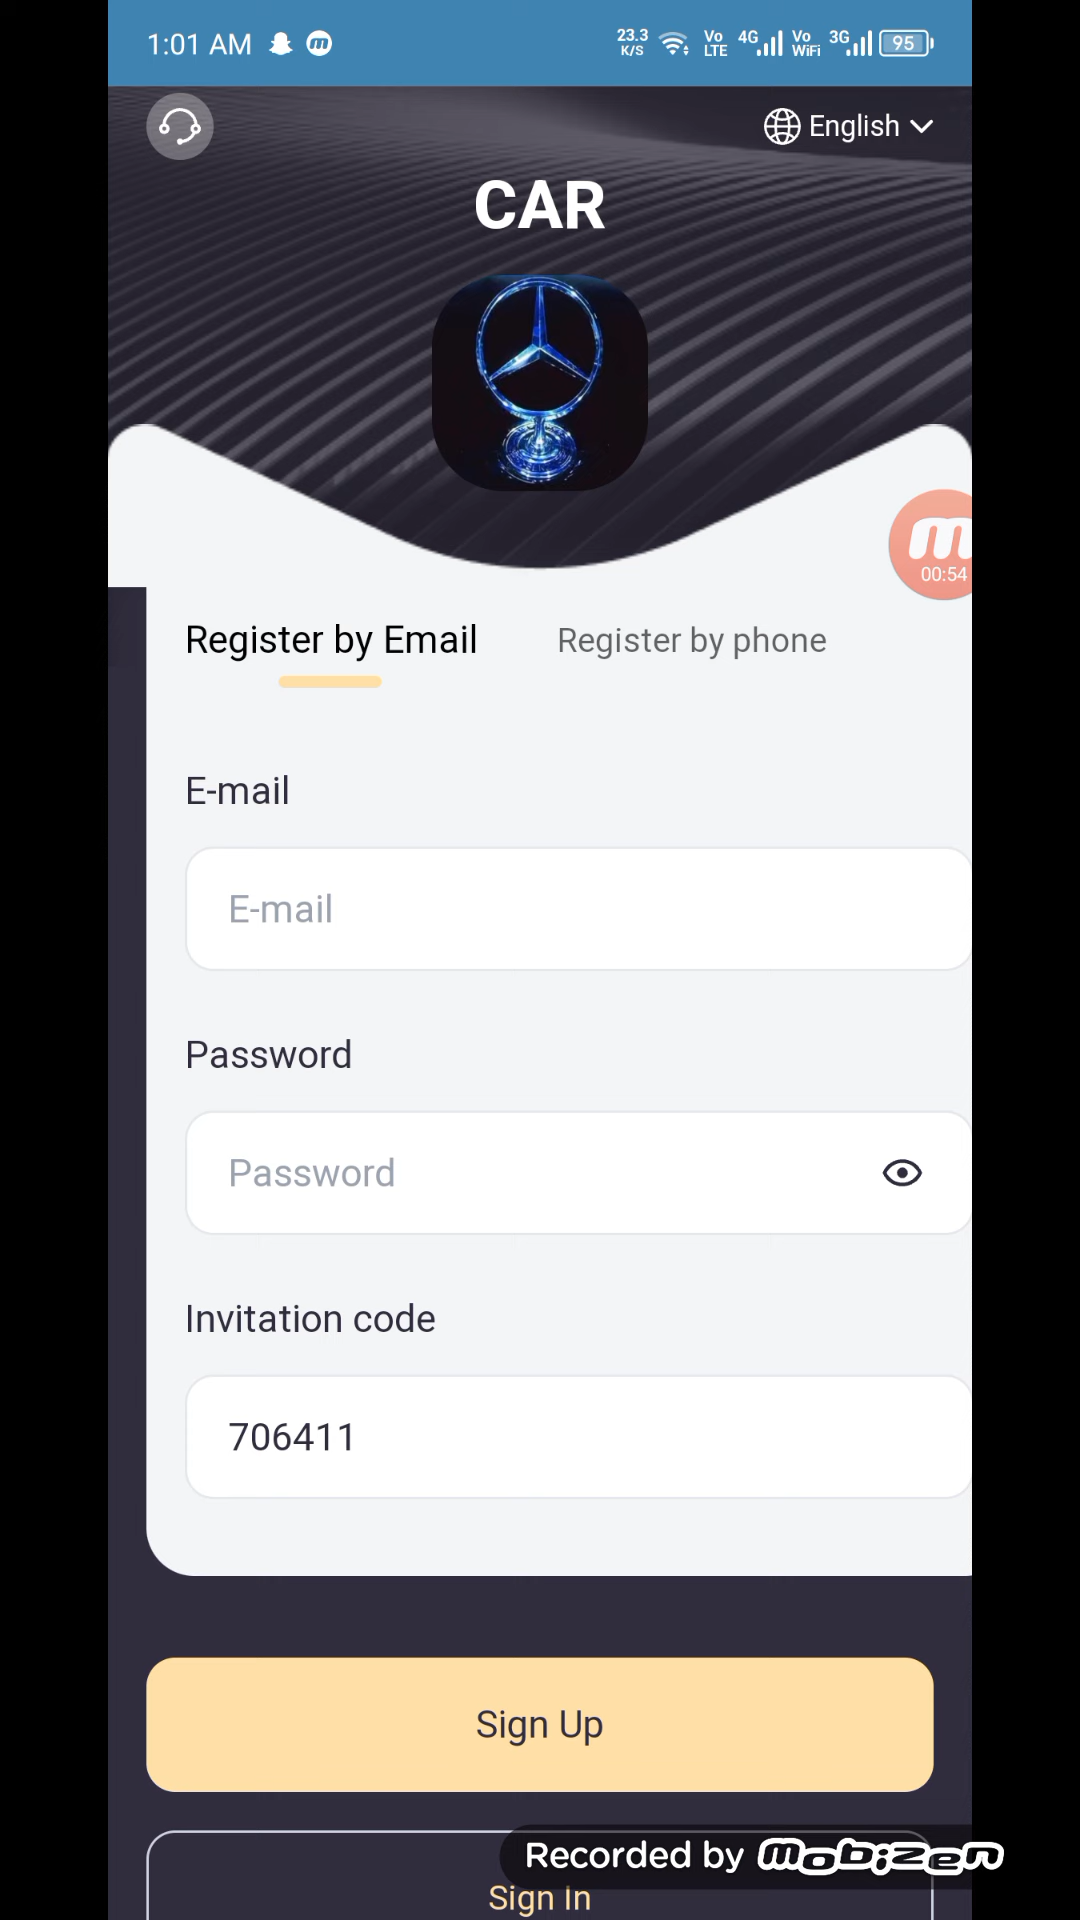 1:01 AM
23.3 K/S Vo LTE 4G Vo WiFi 3G 95
English
CAR
m
00:54
Register by Email Register by phone
E-mail
E-mail
Password
Password
Invitation code
706411
Sign Up
Recorded by mobizen
Sign In